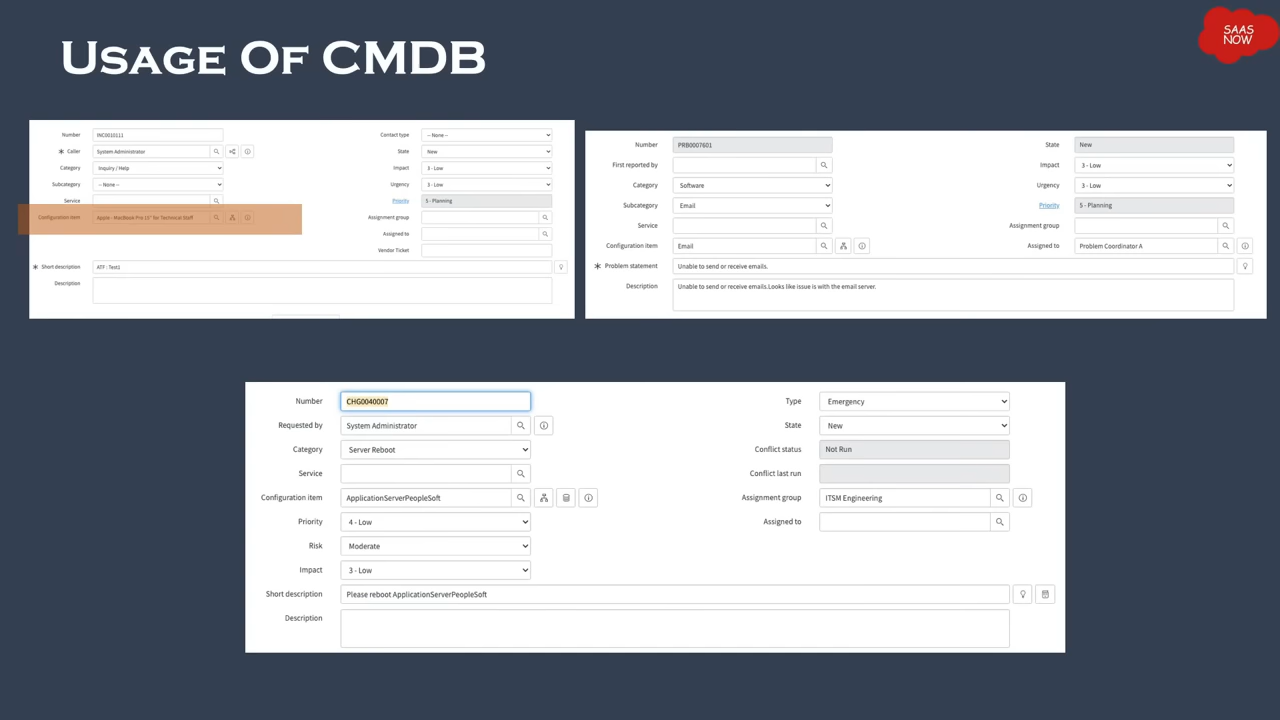 USAGE OF CMDB
SAAS
NOW
Number INC0010111 Contact type -- None --
Caller System Administrator State New
Category Inquiry / Help Impact 3 - Low
Subcategory -- None -- Urgency 3 - Low
Service Priority 5 - Planning
Configuration item Apple - MacBook Pro 15" for Technical Staff Assignment group
Assigned to
Vendor Ticket
Short description ATF : Test1
Description
Number PRB0007601 State New
First reported by Impact 3 - Low
Category Software Urgency 3 - Low
Subcategory Email Priority 5 - Planning
Service Assignment group
Configuration item Email Assigned to Problem Coordinator A
Problem statement Unable to send or receive emails.
Description Unable to send or receive emails.Looks like issue is with the email server.
Number CHG0040007 Type Emergency
Requested by System Administrator State New
Category Server Reboot Conflict status Not Run
Service Conflict last run
Configuration item ApplicationServerPeopleSoft Assignment group ITSM Engineering
Priority 4 - Low Assigned to
Risk Moderate
Impact 3 - Low
Short description Please reboot ApplicationServerPeopleSoft
Description